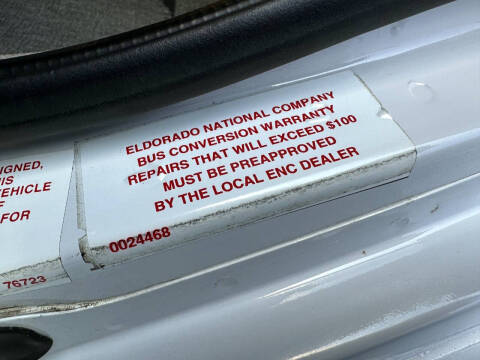 IGNED,
IS
VEHICLE
FOR
76723
ELDORADO NATIONAL COMPANY
BUS CONVERSION WARRANTY
REPAIRS THAT WILL EXCEED $100
MUST BE PREAPPROVED
BY THE LOCAL ENC DEALER
0024468